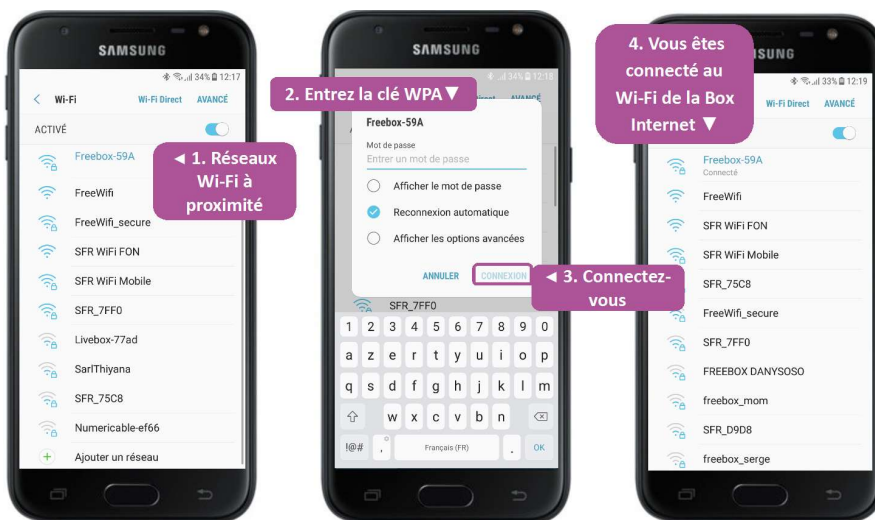 SAMSUNG
34% 12:17
< Wi-Fi Wi-Fi Direct AVANCÉ
ACTIVÉ
Freebox-59A
◄ 1. Réseaux
Wi-Fi à
proximité
FreeWifi
FreeWifi_secure
SFR WiFi FON
SFR WiFi Mobile
SFR_7FF0
Livebox-77ad
SarlThiyana
SFR_75C8
Numericable-ef66
+ Ajouter un réseau
SAMSUNG
34% 12:18
2. Entrez la clé WPA▼
AVANCÉ
Freebox-59A
Mot de passe
Entrer un mot de passe
Afficher le mot de passe
Reconnexion automatique
Afficher les options avancées
ANNULER CONNEXION
◄ 3. Connectez-
vous
SFR_7FF0
1 2 3 4 5 6 7 8 9 0
a z e r t y u i o p
q s d f g h j k l m
w x c v b n
!@# , Français (FR) . OK
4. Vous êtes
connecté au
Wi-Fi de la Box
Internet ▼
SUNG
33% 12:19
Wi-Fi Direct AVANCÉ
Freebox-59A
Connecté
FreeWifi
SFR WiFi FON
SFR WiFi Mobile
SFR_75C8
FreeWifi_secure
SFR_7FF0
FREEBOX DANYSOSO
freebox_mom
SFR_D9D8
freebox_serge